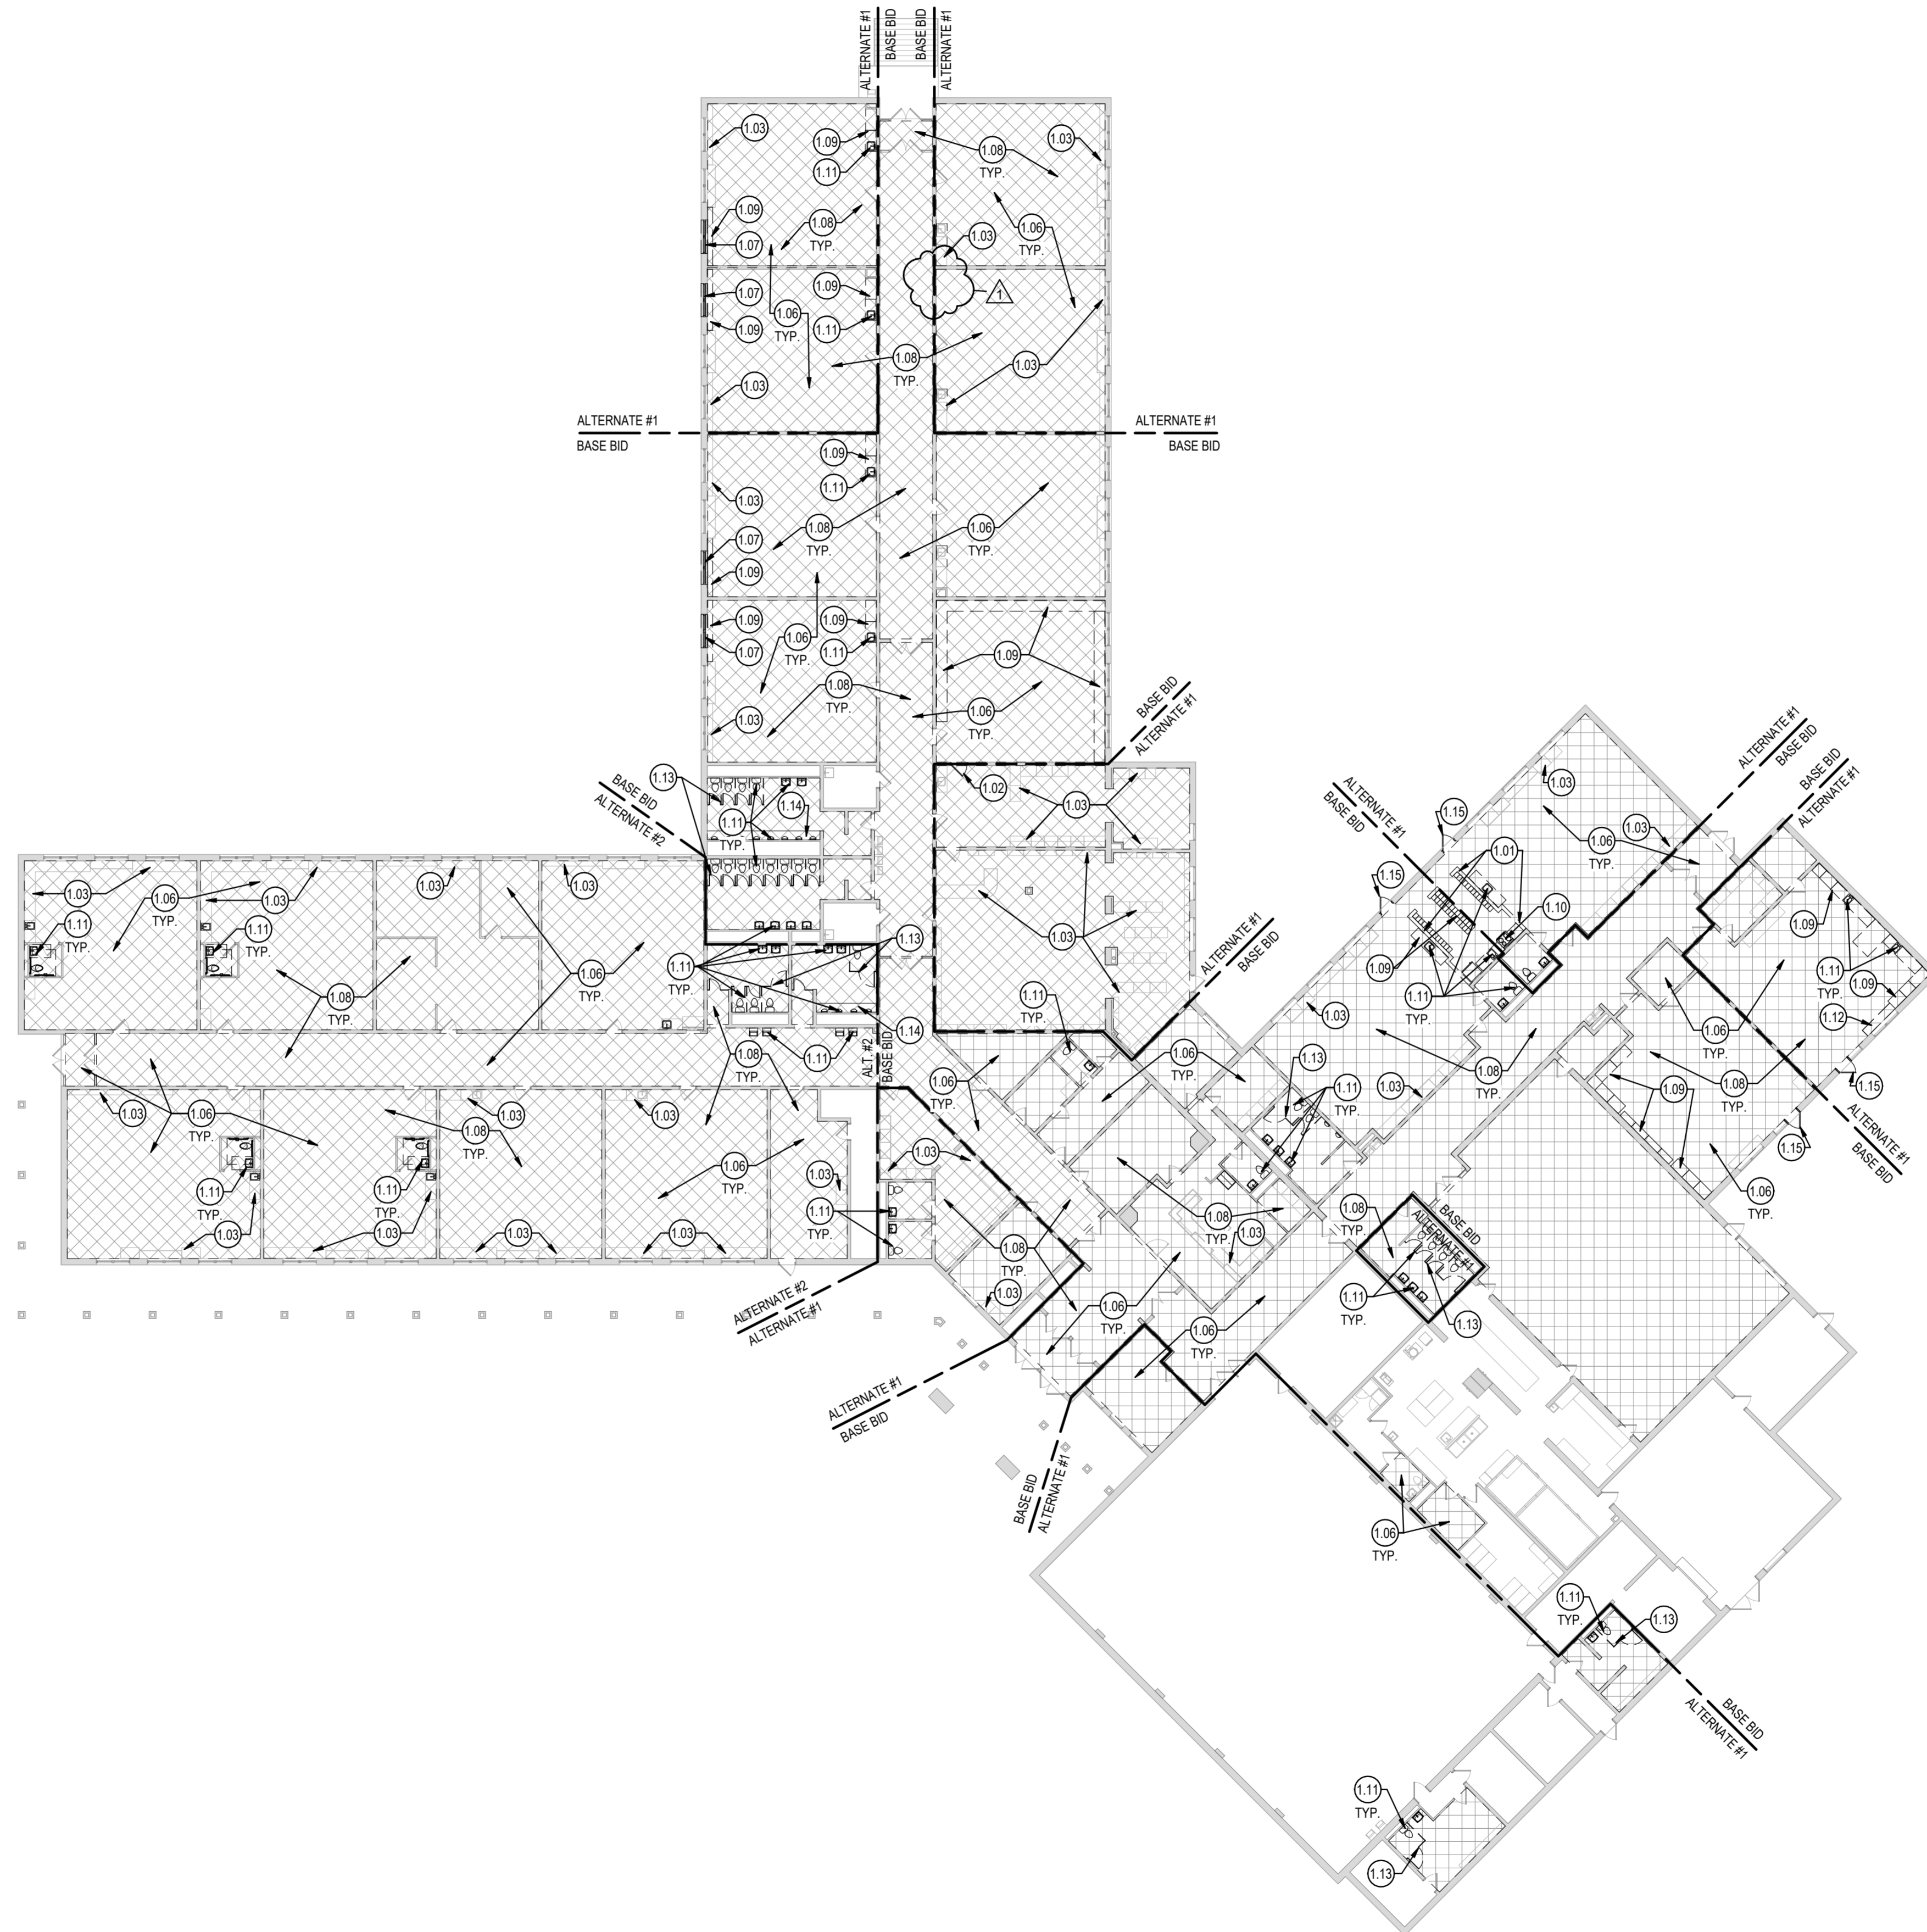 ALTERNATE #1
BASE BID
BASE BID
ALTERNATE #1
1.03
1.09
1.11
1.08
TYP.
1.03
1.09
1.07
1.08
TYP.
1.06
TYP.
1.03
1
1.07
1.09
1.06
TYP.
1.09
1.11
1.08
TYP.
1.03
1.03
ALTERNATE #1
BASE BID
ALTERNATE #1
BASE BID
1.09
1.11
1.03
1.08
TYP.
1.06
TYP.
1.07
1.09
1.09
1.07
1.06
TYP.
1.09
1.11
1.09
1.08
TYP.
1.03
1.06
TYP.
BASE BID
ALTERNATE #1
1.13
BASE BID
ALTERNATE #2
1.14
1.11
TYP.
1.02
1.03
1.03
ALTERNATE #1
BASE BID
ALTERNATE #1
BASE BID
BASE BID
ALTERNATE #1
1.03
1.15
1.15
1.01
1.06
TYP.
1.03
1.10
1.09
1.09
1.11
TYP.
1.09
1.12
1.03
1.06
TYP.
1.03
1.03
1.03
1.11
TYP.
1.11
TYP.
1.08
TYP.
1.06
TYP.
1.11
TYP.
1.13
1.14
1.11
1.08
TYP.
ALT. #2
BASE BID
ALTERNATE #1
BASE BID
1.11
TYP.
1.06
TYP.
1.06
TYP.
1.13
1.11
TYP.
1.03
1.11
TYP.
1.03
1.08
TYP.
1.06
TYP.
1.09
1.08
TYP.
1.15
1.15
ALTERNATE #1
BASE BID
1.06
TYP.
1.03
1.06
TYP.
1.03
1.08
TYP.
1.03
1.06
TYP.
1.03
1.11
TYP.
1.11
TYP.
1.11
TYP.
1.03
1.03
1.03
1.03
1.03
1.08
TYP.
1.03
1.08
TYP.
1.03
1.06
TYP.
1.06
TYP.
1.08
TYP.
BASE BID
ALTERNATE #1
1.11
TYP.
1.13
ALTERNATE #2
ALTERNATE #1
ALTERNATE #1
BASE BID
BASE BID
ALTERNATE #1
1.06
TYP.
1.11
TYP.
1.13
BASE BID
ALTERNATE #1
1.11
TYP.
1.13